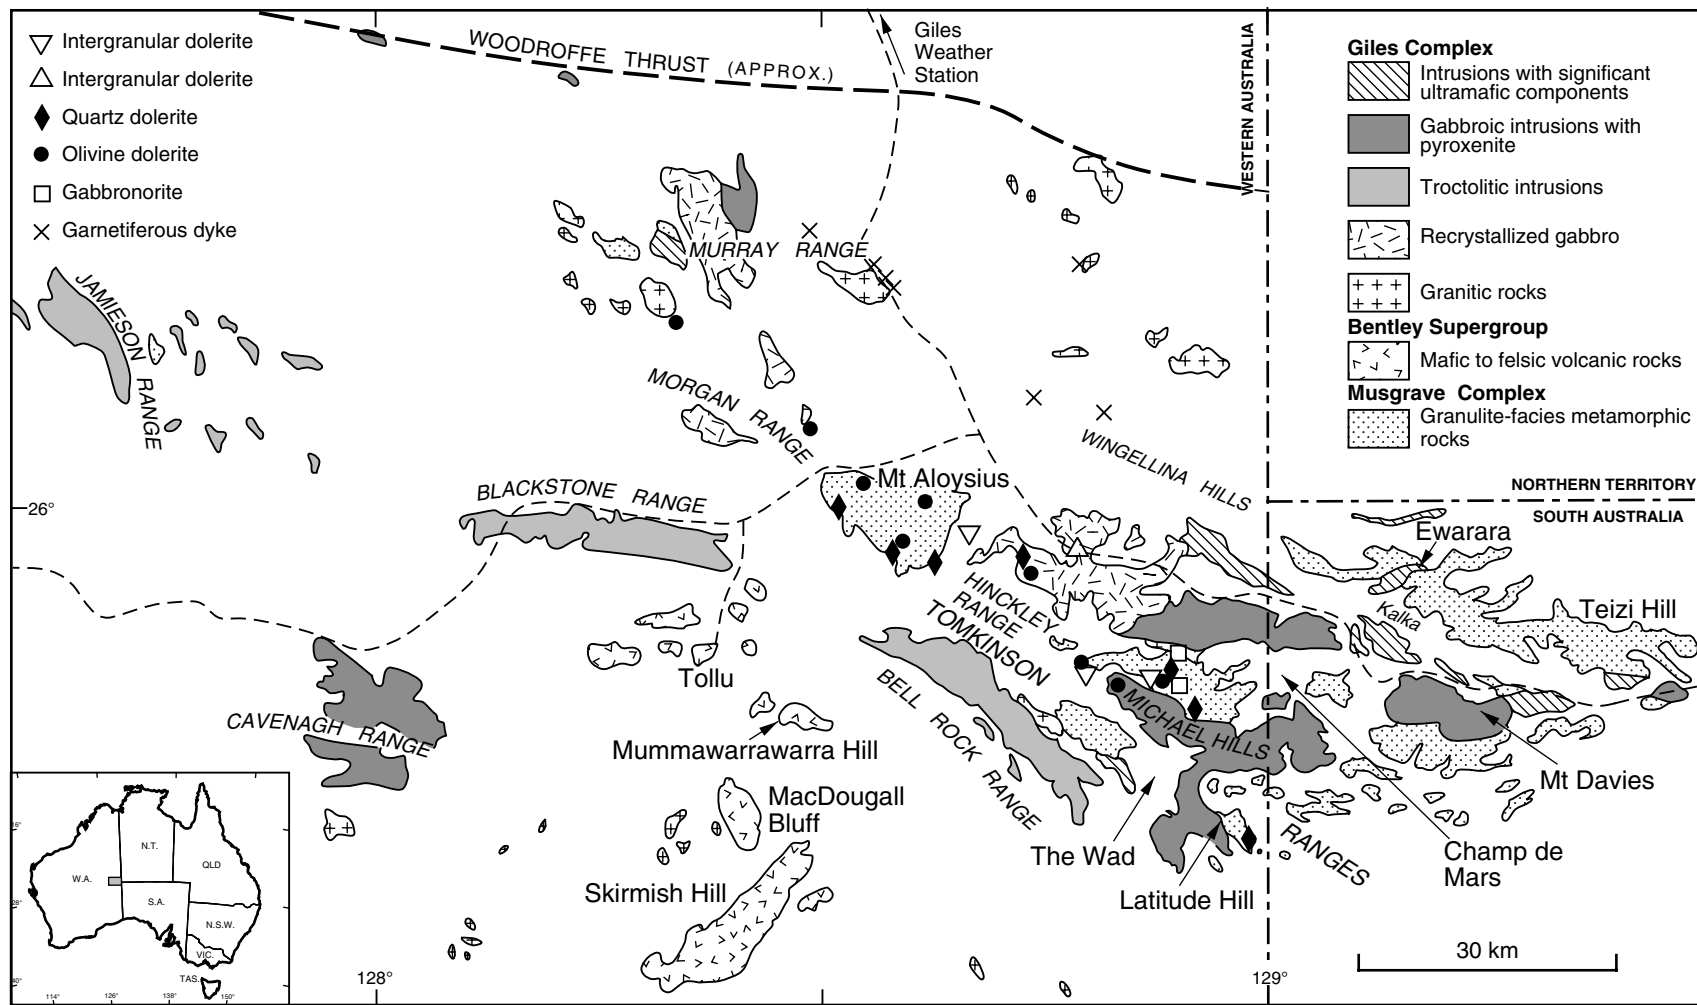 Intergranular dolerite
Intergranular dolerite
Quartz dolerite
Olivine dolerite
Gabbronorite
Garnetiferous dyke
WOODROFFE THRUST (APPROX.)
Giles
Weather
Station
WESTERN AUSTRALIA
Giles Complex
Intrusions with significant
ultramafic components
Gabbroic intrusions with
pyroxenite
Troctolitic intrusions
Recrystallized gabbro
Granitic rocks
Bentley Supergroup
Mafic to felsic volcanic rocks
Musgrave Complex
Granulite-facies metamorphic
rocks
MURRAY RANGE
JAMIESON RANGE
MORGAN RANGE
WINGELLINA HILLS
Mt Aloysius
BLACKSTONE RANGE
26°
NORTHERN TERRITORY
SOUTH AUSTRALIA
Ewarara
Teizi Hill
Kalka
HINCKLEY
RANGE
TOMKINSON
Tollu
BELL ROCK RANGE
MICHAEL HILLS
CAVENAGH RANGE
Mummawarrawarra Hill
Mt Davies
MacDougall
Bluff
The Wad
RANGES
Champ de
Mars
Skirmish Hill
Latitude Hill
30 km
128°
129°
W.A.
N.T.
QLD
S.A.
N.S.W.
VIC.
TAS.
28°
114°
126°
138°
150°